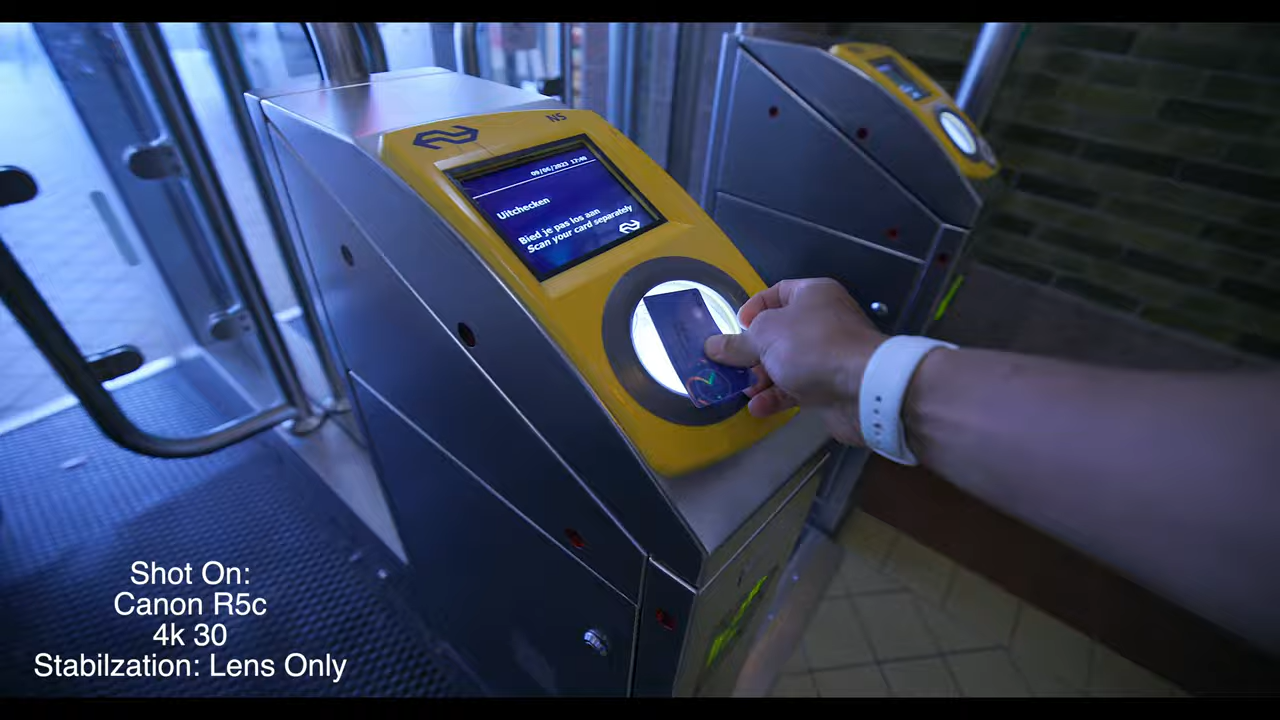 NS
09/06/2023 17:46
Uitchecken
Bied je pas los aan
Scan your card separately
Shot On:
Canon R5c
4k 30
Stabilzation: Lens Only